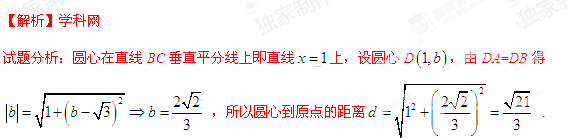 【解析】学科网
试题分析：圆心在直线 BC 垂直平分线上即直线 x=1 上，设圆心 D(1,b)，由 DA=DB 得
|b|=√(1+(b-√3)^2) ⇒ b=2√2/3 ，所以圆心到原点的距离 d=√(1^2+(2√2/3)^2)=√21/3 .